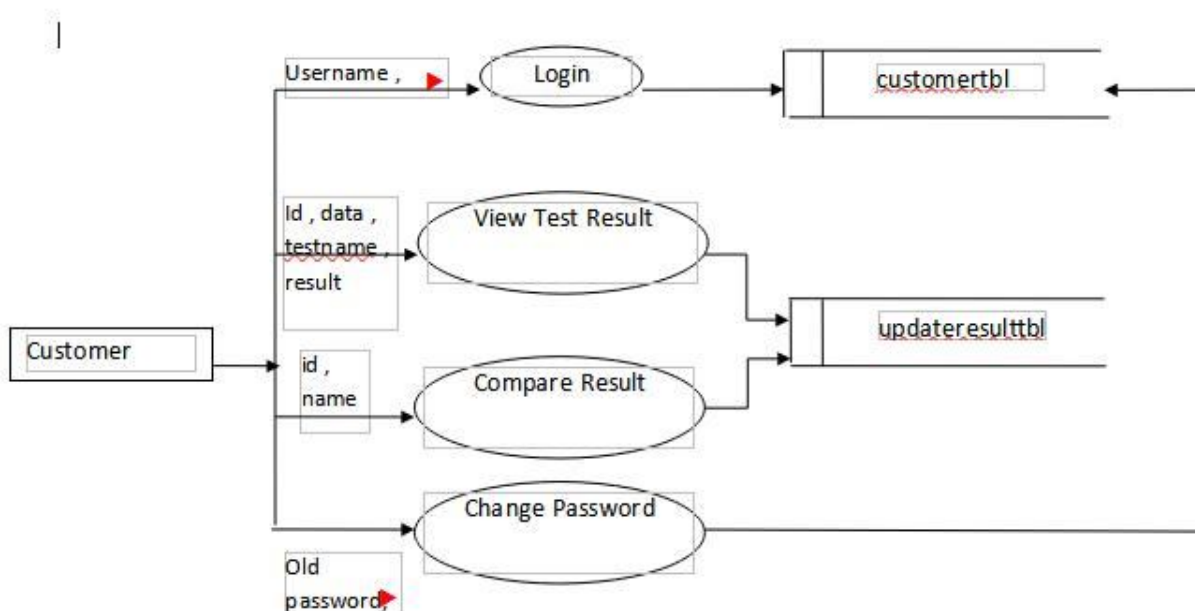 Username ,
Login
customertbl
Id , data ,
testname ,
result
View Test Result
updateresulttbl
Customer
id ,
name
Compare Result
Change Password
Old
password,